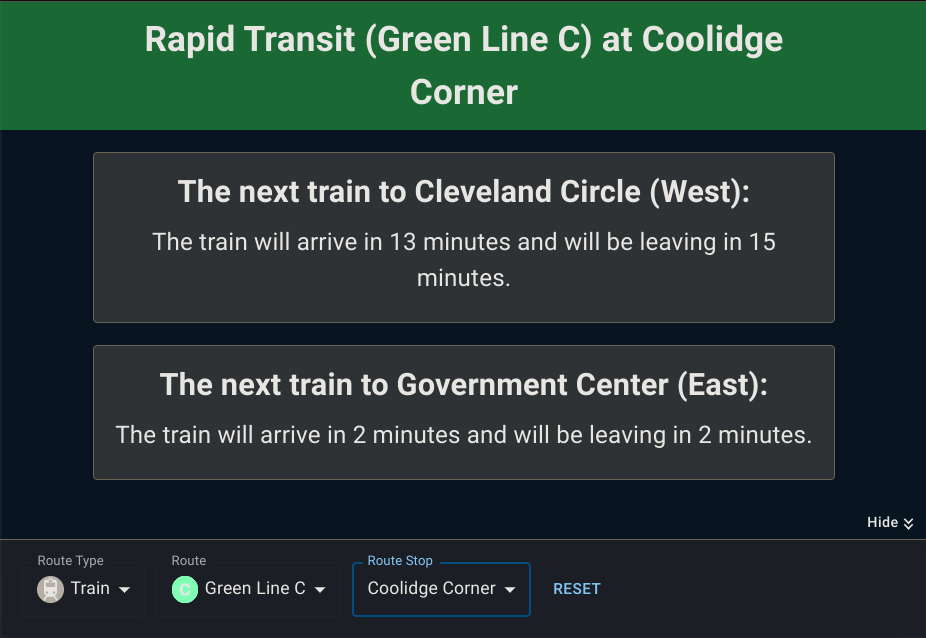 Rapid Transit (Green Line C) at Coolidge
Corner
The next train to Cleveland Circle (West):
The train will arrive in 13 minutes and will be leaving in 15
minutes.
The next train to Government Center (East):
The train will arrive in 2 minutes and will be leaving in 2 minutes.
Hide
Route Type
Train
Route
C Green Line C
Route Stop
Coolidge Corner
RESET